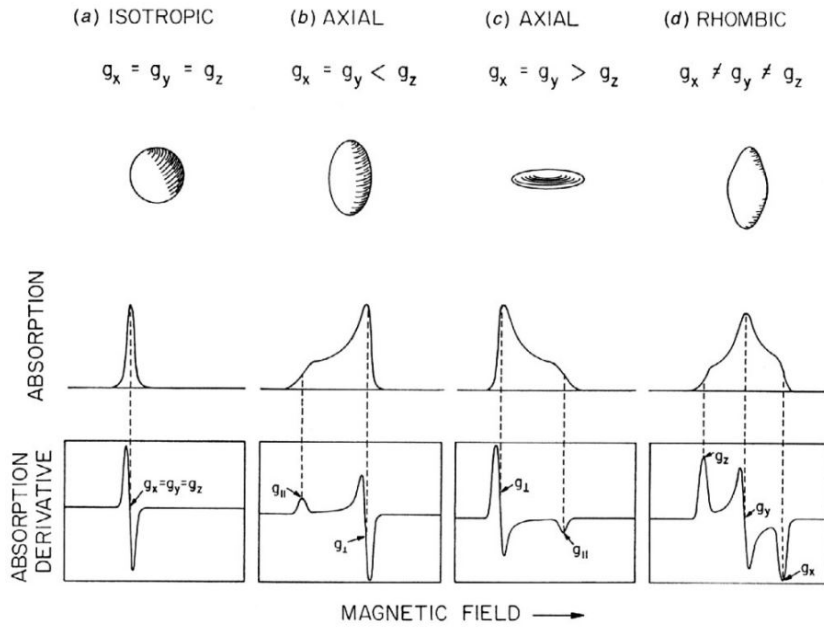 (a) ISOTROPIC
(b) AXIAL
(c) AXIAL
(d) RHOMBIC
gx = gy = gz
gx = gy < gz
gx = gy > gz
gx ≠ gy ≠ gz
ABSORPTION
ABSORPTION
DERIVATIVE
gx=gy=gz
g||
g⊥
g⊥
g||
gz
gy
gx
MAGNETIC FIELD →